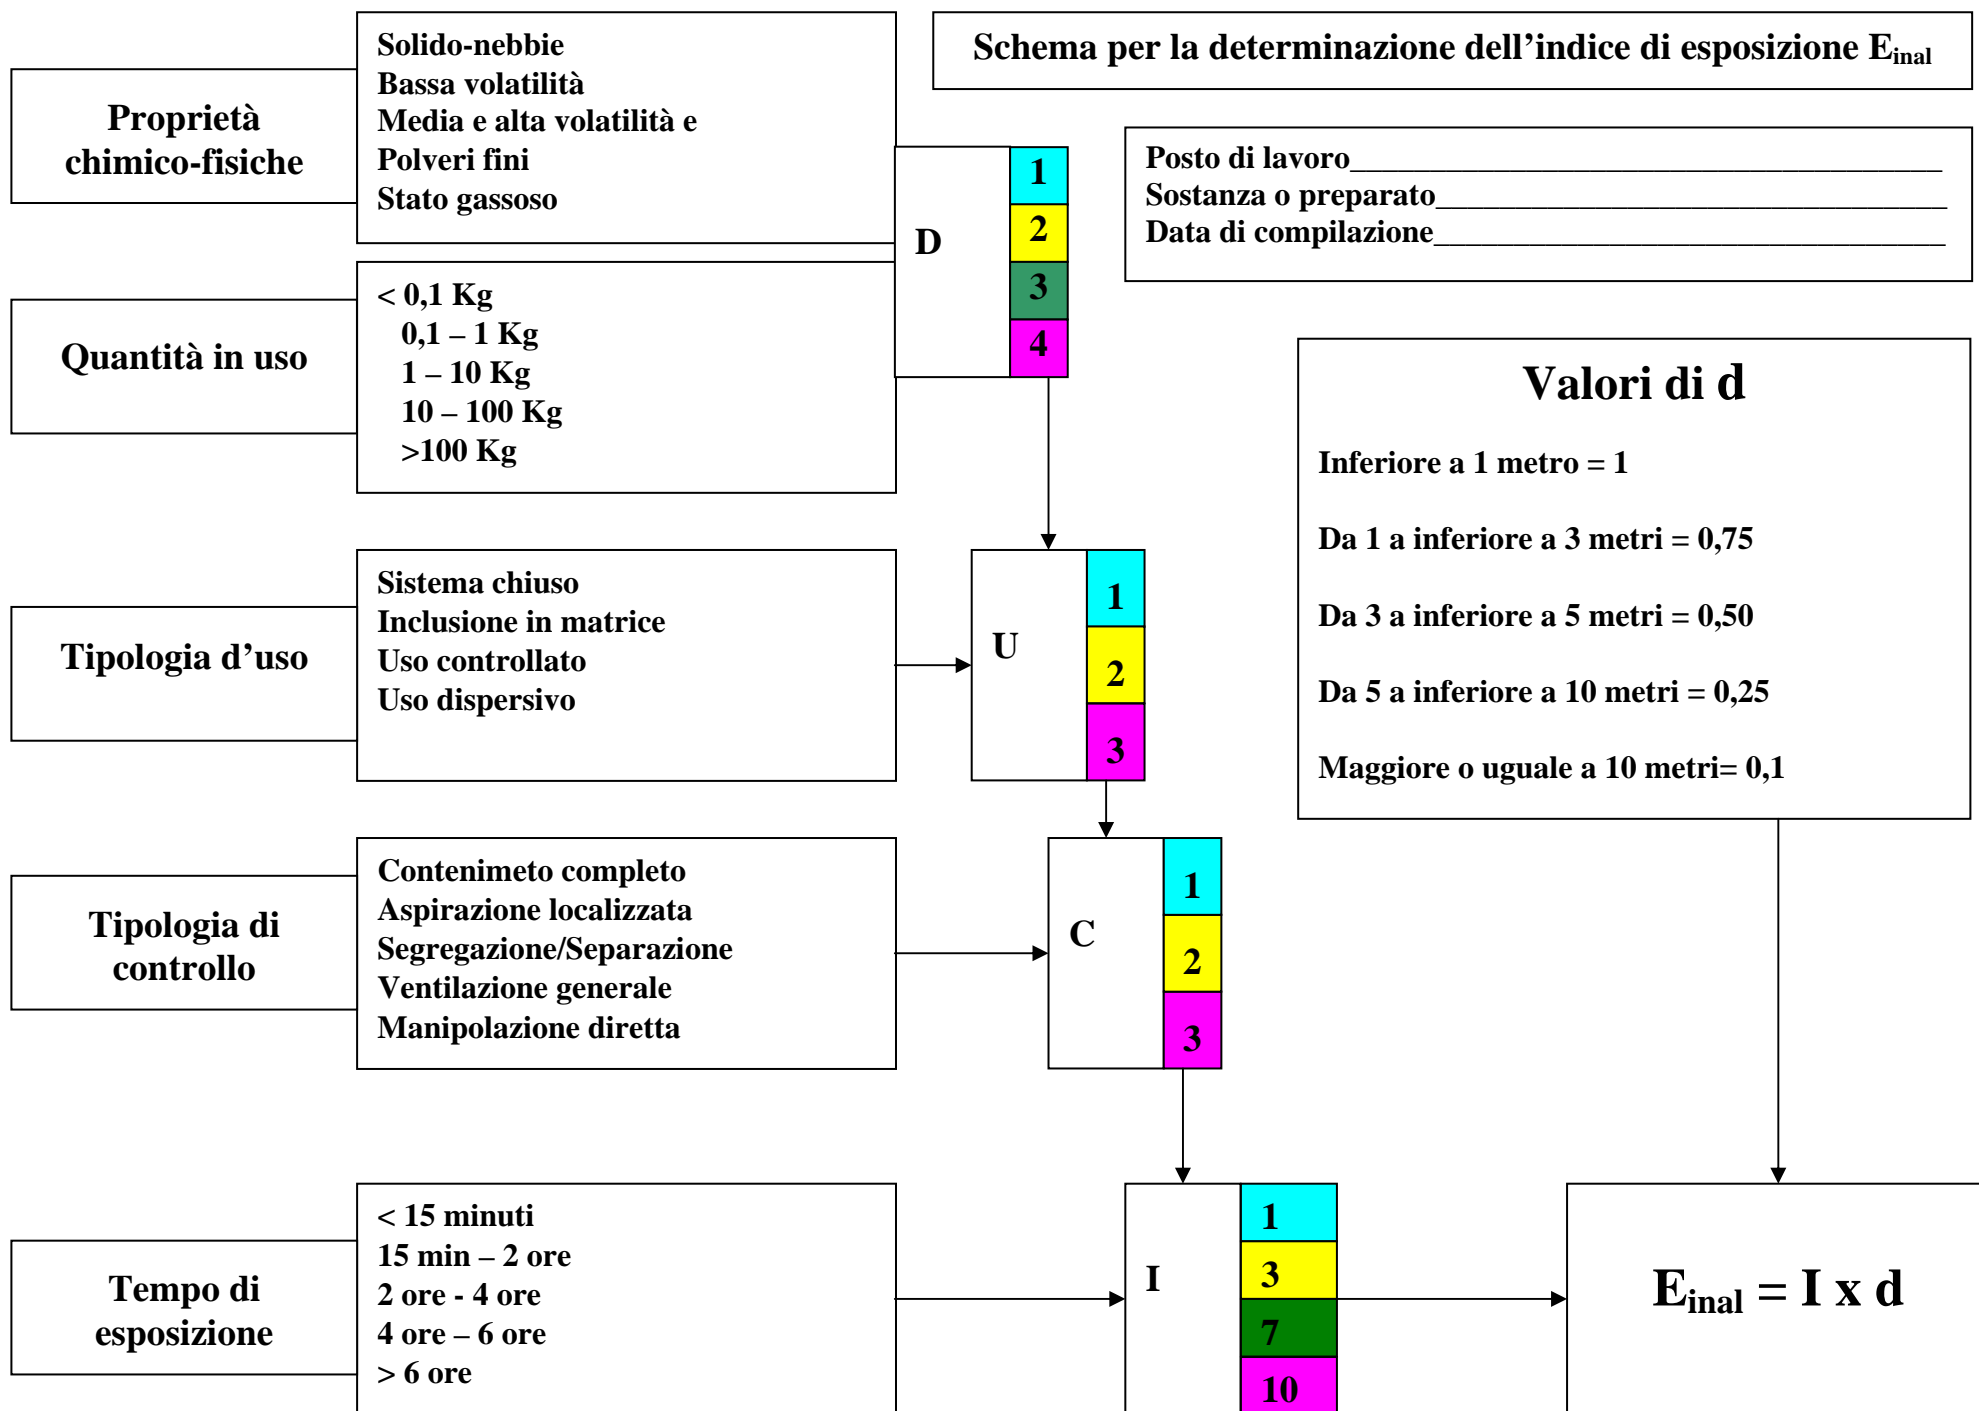 Schema per la determinazione dell’indice di esposizione Einal
Posto di lavoro_____________________________________
Sostanza o preparato________________________________
Data di compilazione________________________________
Proprietà
chimico-fisiche
Solido-nebbie
Bassa volatilità
Media e alta volatilità e
Polveri fini
Stato gassoso
D
1
2
3
4
Quantità in uso
< 0,1 Kg
0,1 – 1 Kg
1 – 10 Kg
10 – 100 Kg
>100 Kg
Valori di d
Inferiore a 1 metro = 1
Da 1 a inferiore a 3 metri = 0,75
Da 3 a inferiore a 5 metri = 0,50
Da 5 a inferiore a 10 metri = 0,25
Maggiore o uguale a 10 metri= 0,1
Tipologia d’uso
Sistema chiuso
Inclusione in matrice
Uso controllato
Uso dispersivo
U
1
2
3
Tipologia di
controllo
Contenimeto completo
Aspirazione localizzata
Segregazione/Separazione
Ventilazione generale
Manipolazione diretta
C
1
2
3
Tempo di
esposizione
< 15 minuti
15 min – 2 ore
2 ore - 4 ore
4 ore – 6 ore
> 6 ore
I
1
3
7
10
Einal = I x d